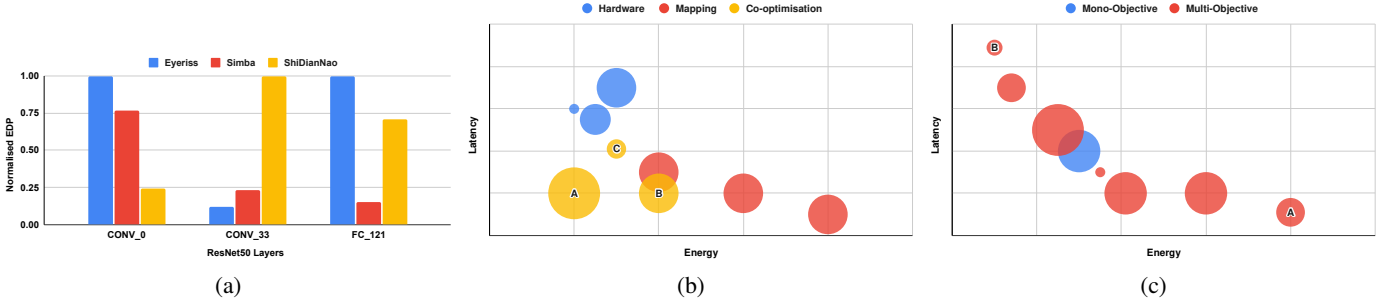 Eyeriss Simba ShiDianNao
Normalised EDP
1.00
0.75
0.50
0.25
0.00
CONV_0 CONV_33 FC_121
ResNet50 Layers
(a)
Hardware Mapping Co-optimisation
Latency
C
A B
Energy
(b)
Mono-Objective Multi-Objective
Latency
B
A
Energy
(c)